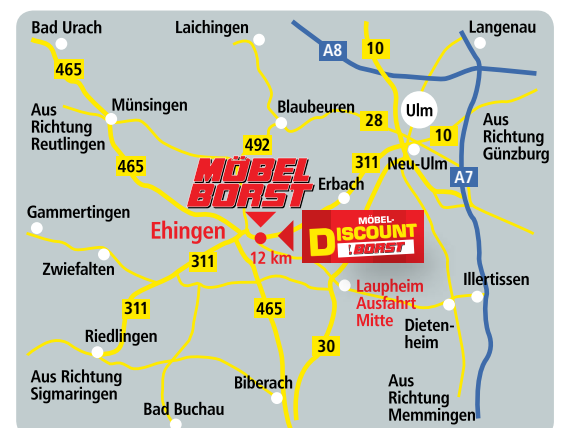 Bad Urach
Laichingen
Langenau
A8
10
465
Aus
Richtung
Reutlingen
Münsingen
Blaubeuren
Ulm
28
10
Aus
Richtung
Günzburg
492
465
311
Neu-Ulm
A7
MÖBEL
BORST
Erbach
Gammertingen
Ehingen
MÖBEL-
DISCOUNT
BORST
12 km
Zwiefalten
311
Laupheim
Ausfahrt
Mitte
Illertissen
311
465
Dieten-
heim
Riedlingen
30
Aus Richtung
Sigmaringen
Biberach
Aus
Richtung
Memmingen
Bad Buchau